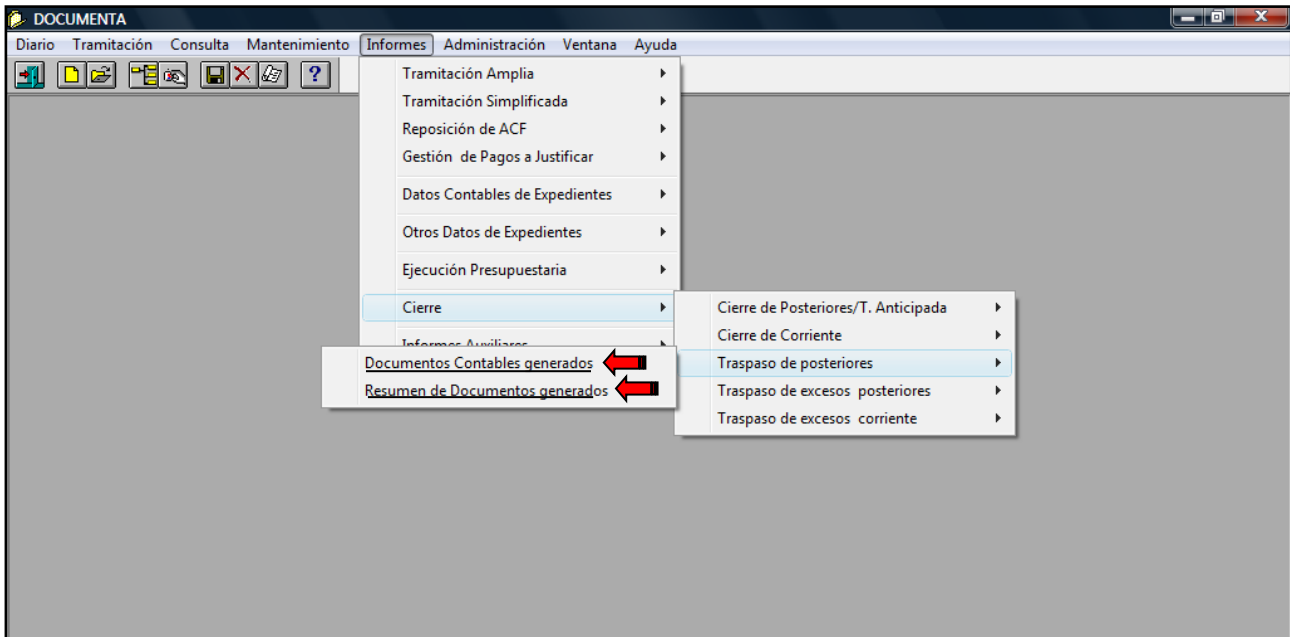 DOCUMENTA
Diario Tramitación Consulta Mantenimiento Informes Administración Ventana Ayuda
?
Tramitación Amplia
Tramitación Simplificada
Reposición de ACF
Gestión de Pagos a Justificar
Datos Contables de Expedientes
Otros Datos de Expedientes
Ejecución Presupuestaria
Cierre
Informes Auxiliares
Cierre de Posteriores/T. Anticipada
Cierre de Corriente
Traspaso de posteriores
Traspaso de excesos posteriores
Traspaso de excesos corriente
Documentos Contables generados
Resumen de Documentos generados